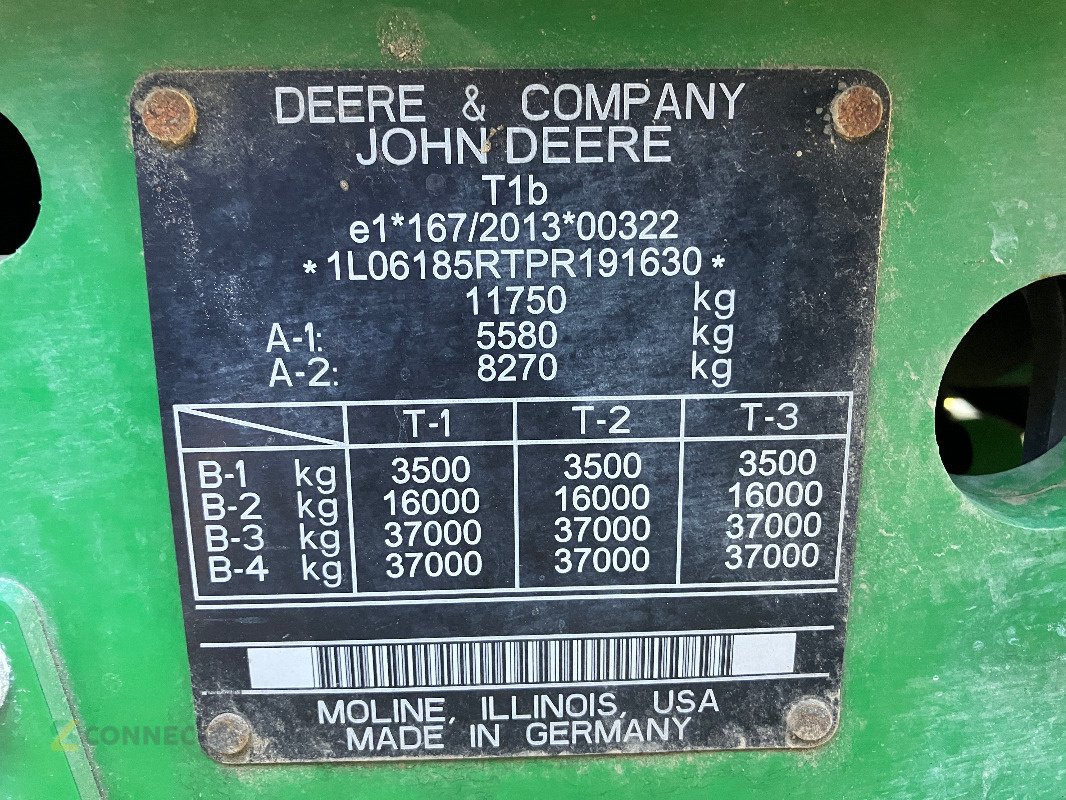 DEERE & COMPANY
JOHN DEERE
T1b
e1*167/2013*00322
*1L06185RTPR191630*
11750 kg
A-1: 5580 kg
A-2: 8270 kg
T-1 T-2 T-3
B-1 kg 3500 3500 3500
B-2 kg 16000 16000 16000
B-3 kg 37000 37000 37000
B-4 kg 37000 37000 37000
MOLINE, ILLINOIS, USA
MADE IN GERMANY